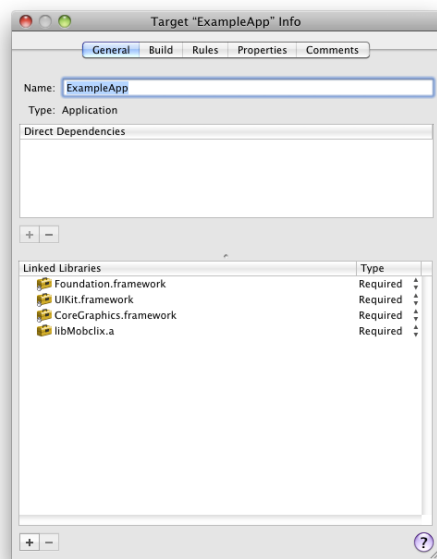 Target “ExampleApp” Info
General Build Rules Properties Comments
Name: ExampleApp
Type: Application
Direct Dependencies
+ −
Linked Libraries Type
Foundation.framework Required
UIKit.framework Required
CoreGraphics.framework Required
libMobclix.a Required
+ − ?